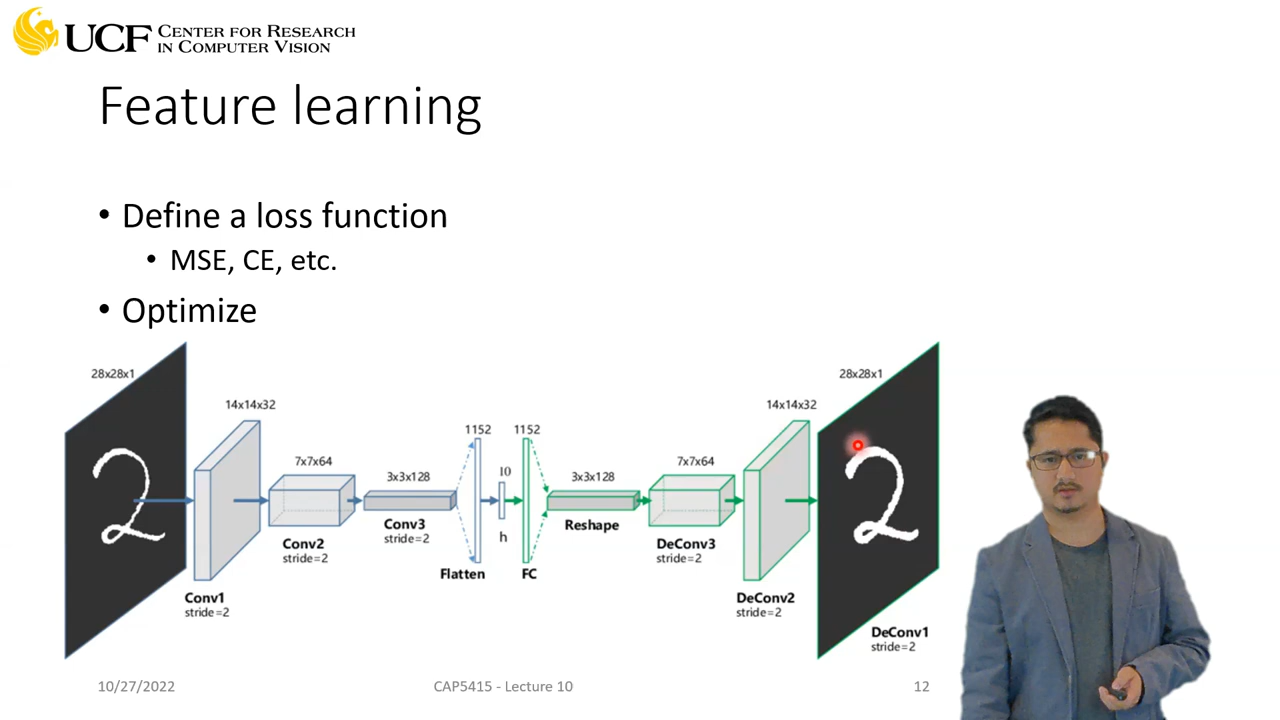 UCF CENTER FOR RESEARCH
IN COMPUTER VISION
Feature learning
• Define a loss function
• MSE, CE, etc.
• Optimize
28x28x1
14x14x32
7x7x64
3x3x128
1152
10
1152
3x3x128
7x7x64
14x14x32
28x28x1
h
Conv1
stride=2
Conv2
stride=2
Conv3
stride=2
Flatten
FC
Reshape
DeConv3
stride=2
DeConv2
stride=2
DeConv1
stride=2
2
2
10/27/2022
CAP5415 - Lecture 10
12